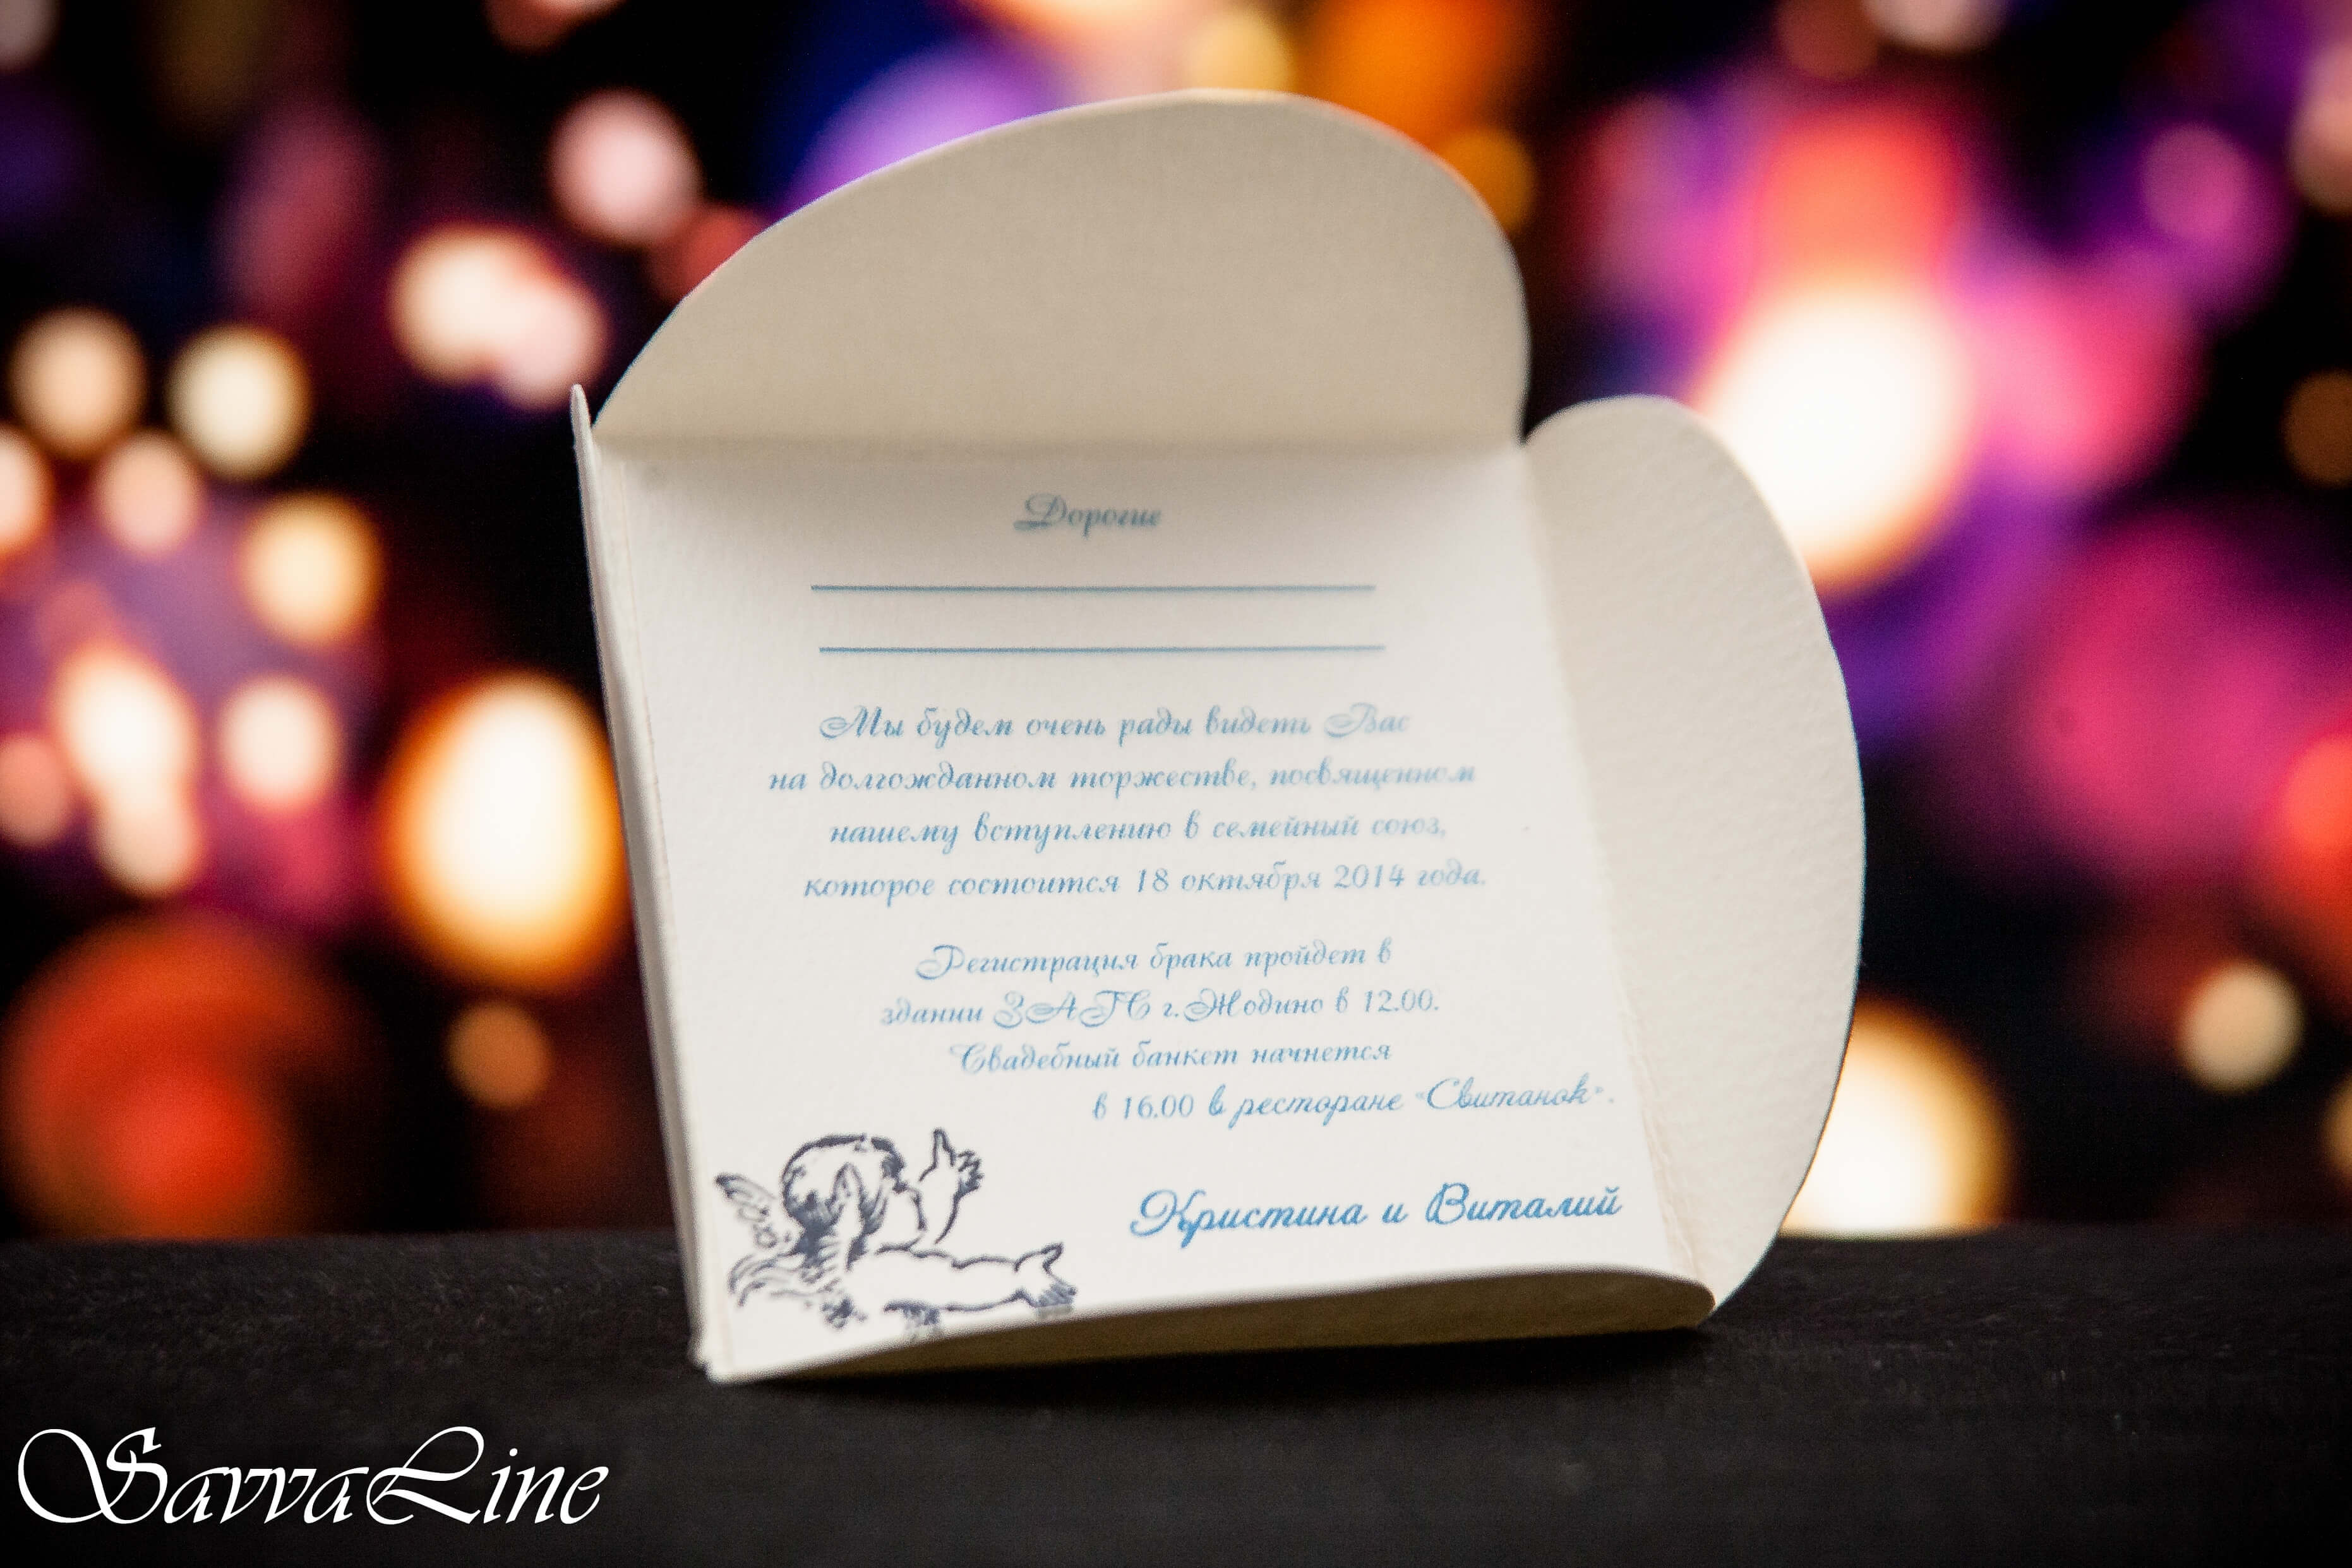 Дорогие
Мы будем очень рады видеть Вас
на долгожданном торжестве, посвященном
нашему вступлению в семейный союз,
которое состоится 18 октября 2014 года.
Регистрация брака пройдет в
здании ЗАГС г.Жодино в 12.00.
Свадебный банкет начнется
в 16.00 в ресторане "Свитанок".
Кристина и Виталий
SavvaLine